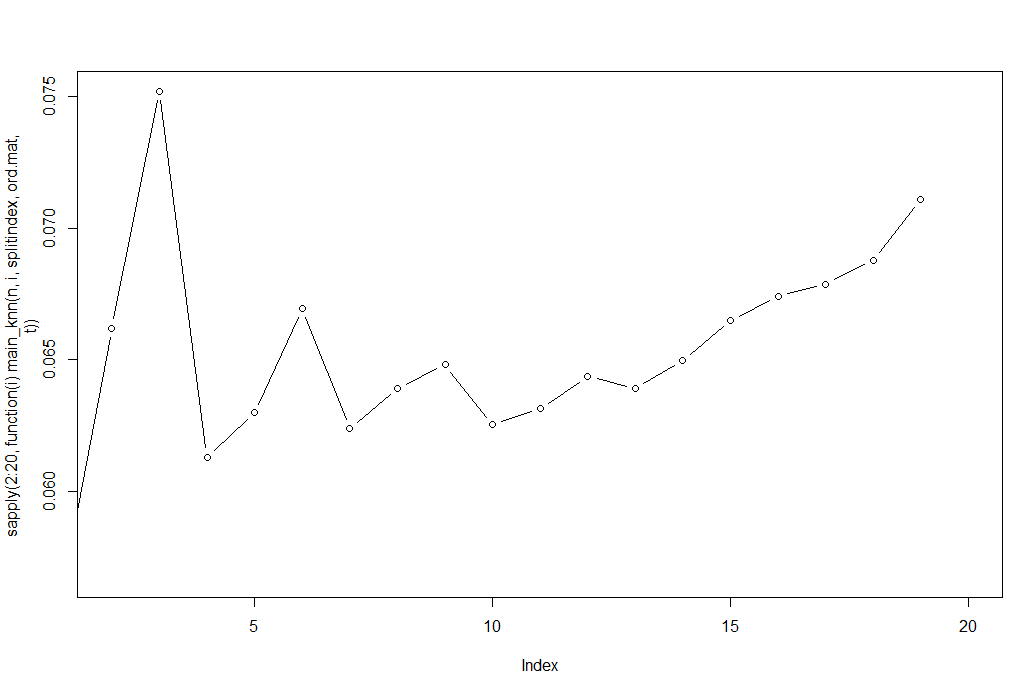 sapply(2:20, function(i) main_knn(n, i, splitindex, ord.mat,
t))
0.075
0.070
0.065
0.060
5
10
15
20
Index